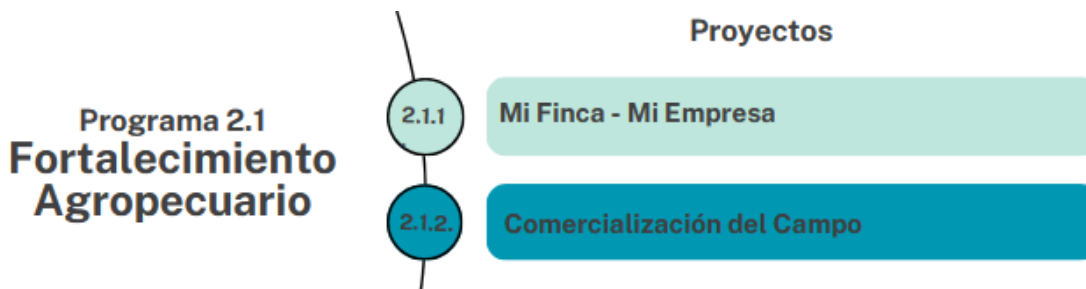 Proyectos
Programa 2.1
Fortalecimiento
Agropecuario
2.1.1
Mi Finca - Mi Empresa
2.1.2.
Comercialización del Campo